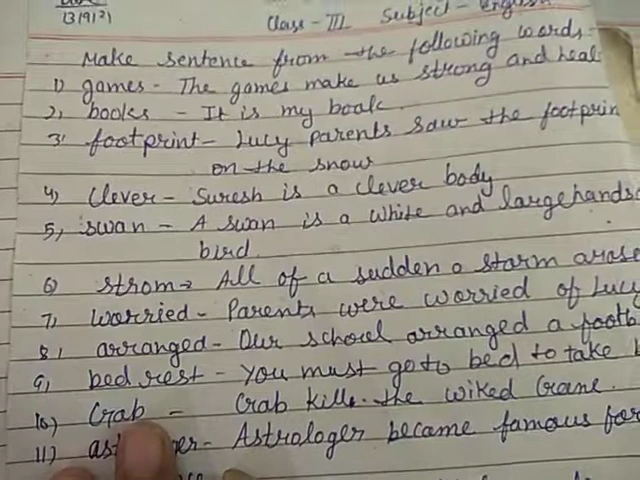 13/9/21
Class - III Subject - English
Make sentence from the following words.
1) games - The games make us strong and heal
2, books - It is my book.
3, footprint - Lucy parents saw the footprin
on the snow
4, Clever - Suresh is a clever body
5, swan - A swan is a white and large hands
bird.
6) strom - All of a sudden a storm arose
7, worried - Parents were worried of Lucy
8, arranged - Our school arranged a footb
9, bed rest - You must go to bed to take
10) Crab - Crab kills the wiked Crane.
11) ger - Astrologer became famous for